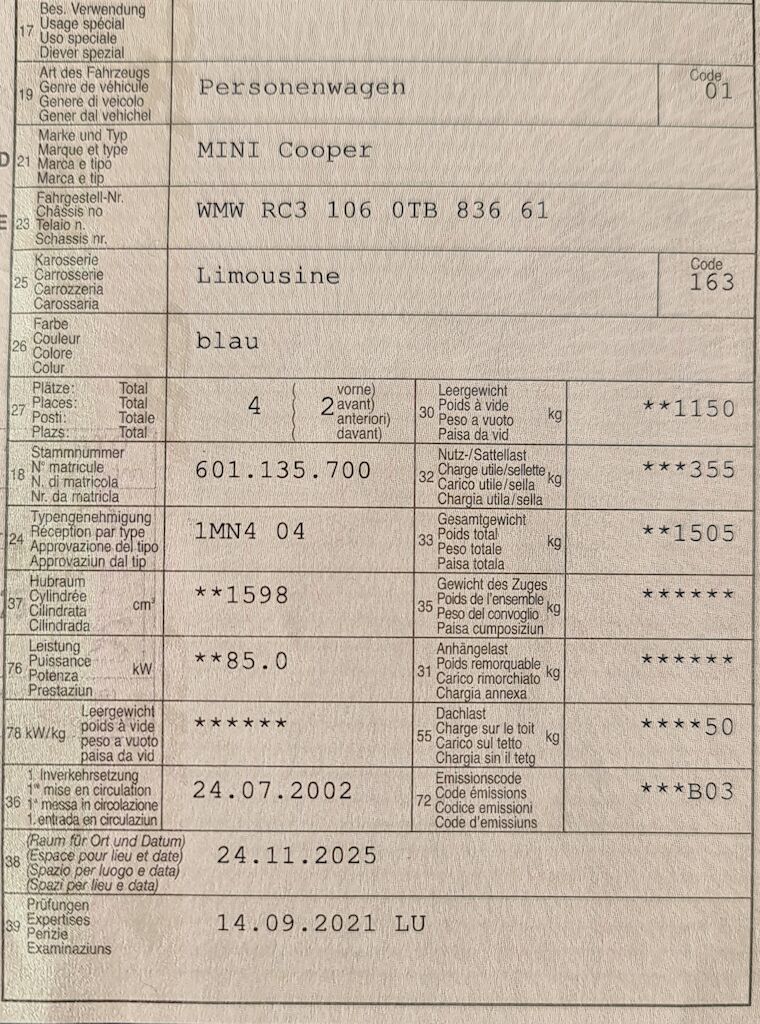 17 Bes. Verwendung
Usage spécial
Uso speciale
Diever spezial
19 Art des Fahrzeugs
Genre de véhicule
Genere di veicolo
Gener dal vehichel
Personenwagen
Code
01
D
21 Marke und Typ
Marque et type
Marca e tipo
Marca e tip
MINI Cooper
E
23 Fahrgestell-Nr.
Châssis no
Telaio n.
Schassis nr.
WMW RC3 106 0TB 836 61
25 Karosserie
Carrosserie
Carrozzeria
Carossaria
Limousine
Code
163
26 Farbe
Couleur
Colore
Colur
blau
27 Plätze: Total
Places: Total
Posti: Totale
Plazs: Total
4 ( 2 vorne)
( avant)
( anteriori)
( davant)
30 Leergewicht
Poids à vide
Peso a vuoto
Paisa da vid
kg
**1150
18 Stammnummer
N° matricule
N. di matricola
Nr. da matricla
601.135.700
32 Nutz-/Sattellast
Charge utile/sellette
Carico utile/sella
Chargia utila/sella
kg
***355
24 Typengenehmigung
Réception par type
Approvazione del tipo
Approvaziun dal tip
1MN4 04
33 Gesamtgewicht
Poids total
Peso totale
Paisa totala
kg
**1505
37 Hubraum
Cylindrée
Cilindrata
Cilindrada
cm³
**1598
35 Gewicht des Zuges
Poids de l'ensemble
Peso del convoglio
Paisa cumposiziun
kg
******
76 Leistung
Puissance
Potenza
Prestaziun
kW
**85.0
31 Anhängelast
Poids remorquable
Carico rimorchiato
Chargia annexa
kg
******
78 kW/kg Leergewicht
poids à vide
peso a vuoto
paisa da vid
******
55 Dachlast
Charge sur le toit
Carico sul tetto
Chargia sin il tetg
kg
****50
36 1. Inverkehrsetzung
1re mise en circulation
1a messa in circolazione
1. entrada en circulaziun
24.07.2002
72 Emissionscode
Code émissions
Codice emissioni
Code d'emissiuns
***B03
38 (Raum für Ort und Datum)
(Espace pour lieu et date)
(Spazio per luogo e data)
(Spazi per lieu e data)
24.11.2025
39 Prüfungen
Expertises
Perizie
Examinaziuns
14.09.2021 LU